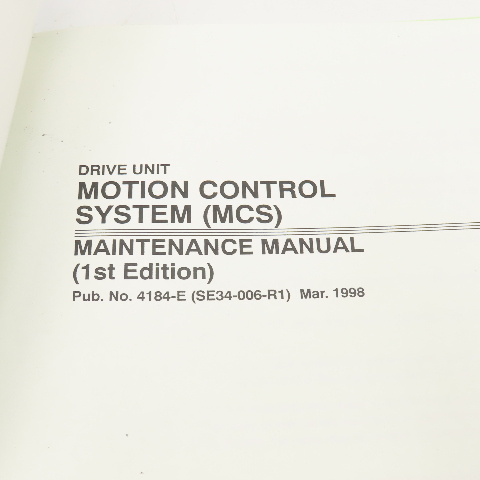 DRIVE UNIT
MOTION CONTROL
SYSTEM (MCS)
MAINTENANCE MANUAL
(1st Edition)
Pub. No. 4184-E (SE34-006-R1) Mar. 1998